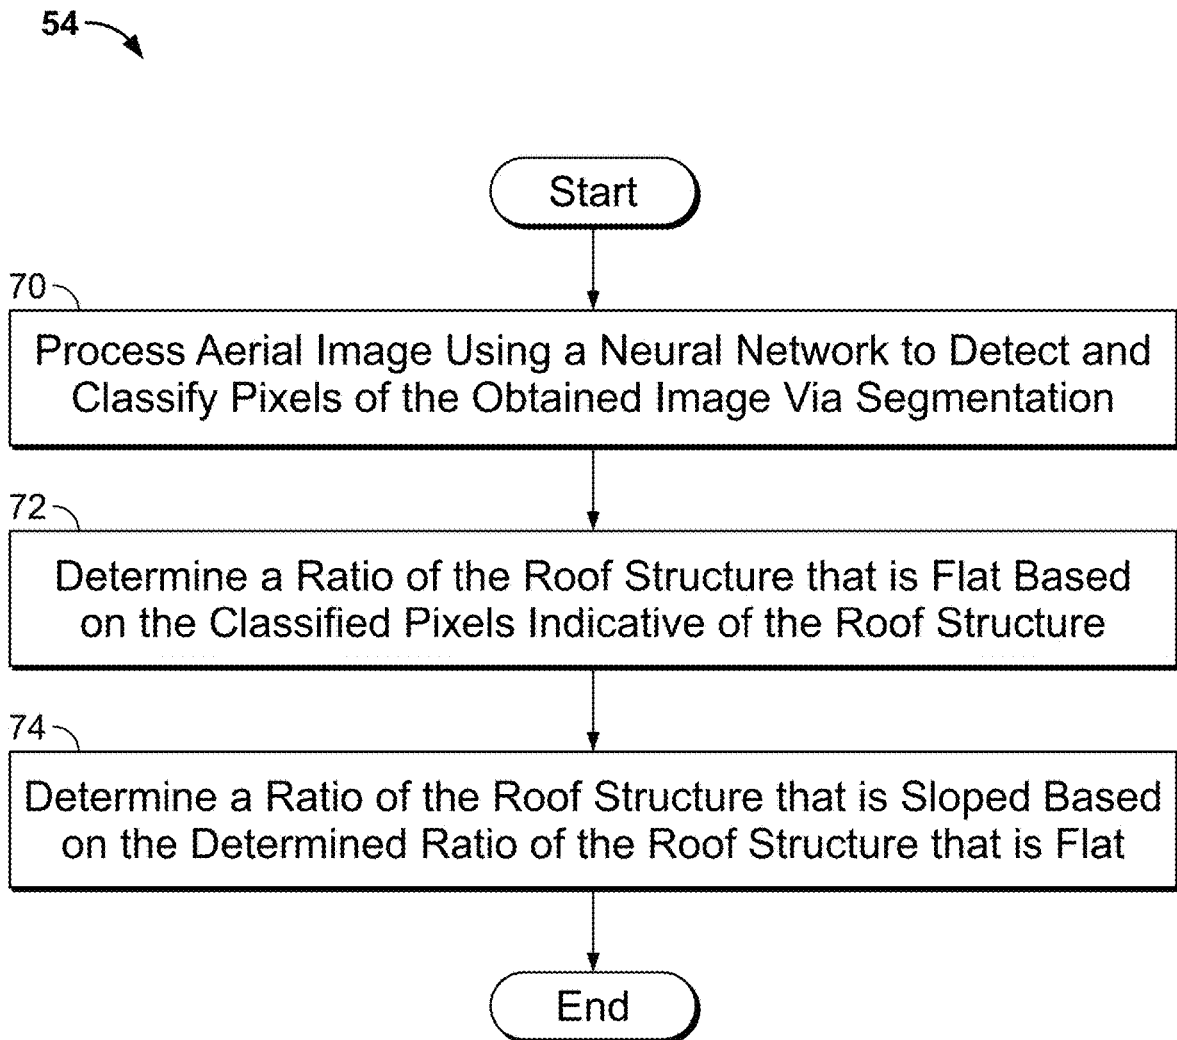 54
Start
70
Process Aerial Image Using a Neural Network to Detect and
Classify Pixels of the Obtained Image Via Segmentation
72
Determine a Ratio of the Roof Structure that is Flat Based
on the Classified Pixels Indicative of the Roof Structure
74
Determine a Ratio of the Roof Structure that is Sloped Based
on the Determined Ratio of the Roof Structure that is Flat
End